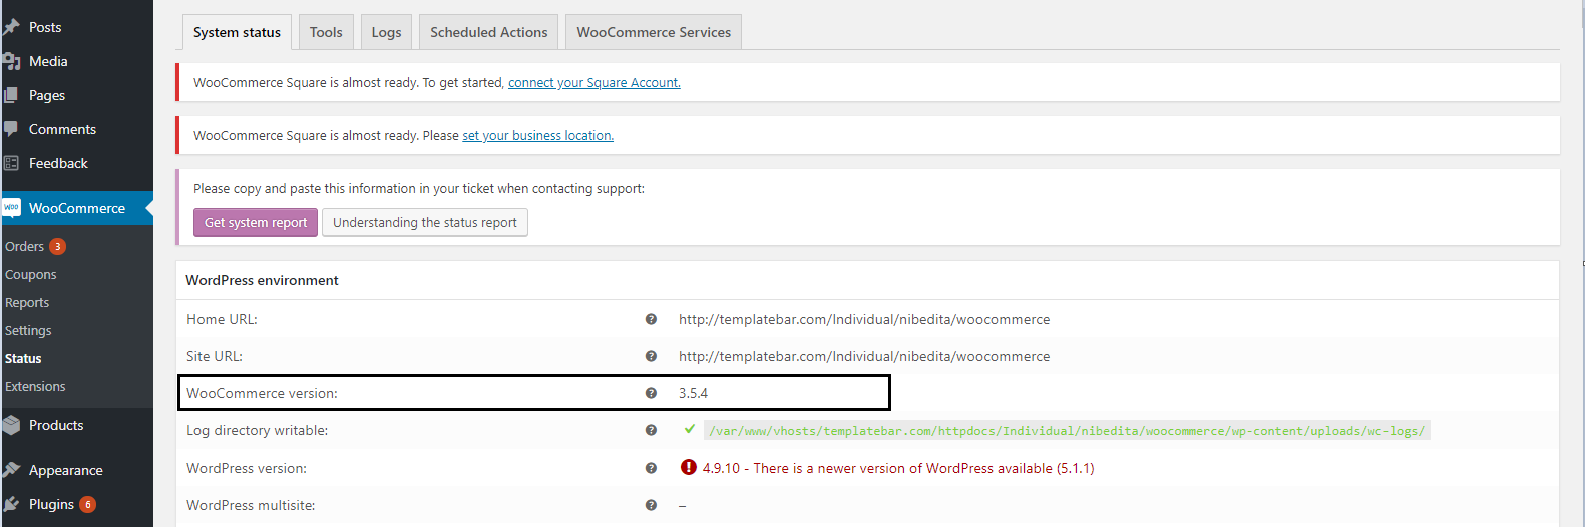 Posts
Media
Pages
Comments
Feedback
WOO WooCommerce
Orders 3
Coupons
Reports
Settings
Status
Extensions
Products
Appearance
Plugins 6
System status Tools Logs Scheduled Actions WooCommerce Services
WooCommerce Square is almost ready. To get started, connect your Square Account.
WooCommerce Square is almost ready. Please set your business location.
Please copy and paste this information in your ticket when contacting support:
Get system report Understanding the status report
WordPress environment
Home URL: ? http://templatebar.com/Individual/nibedita/woocommerce
Site URL: ? http://templatebar.com/Individual/nibedita/woocommerce
WooCommerce version: ? 3.5.4
Log directory writable: ? ✔ /var/www/vhosts/templatebar.com/httpdocs/Individual/nibedita/woocommerce/wp-content/uploads/wc-logs/
WordPress version: ? ! 4.9.10 - There is a newer version of WordPress available (5.1.1)
WordPress multisite: ? –